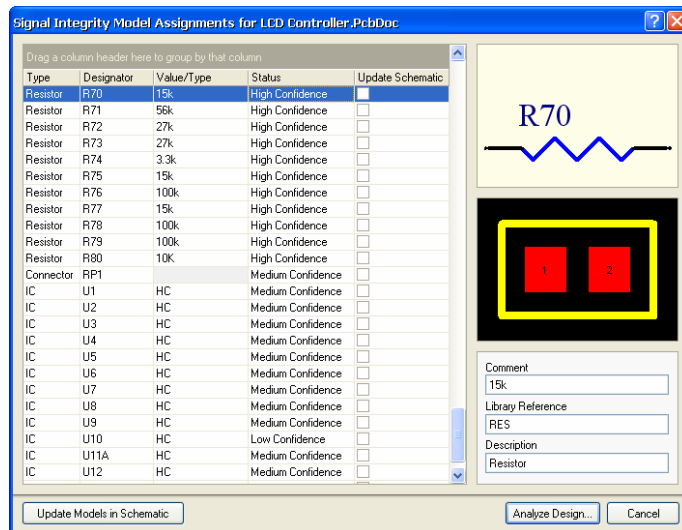 Signal Integrity Model Assignments for LCD Controller.PcbDoc
Drag a column header here to group by that column
Type Designator Value/Type Status Update Schematic
Resistor R70 15k High Confidence
Resistor R71 56k High Confidence
Resistor R72 27k High Confidence
Resistor R73 27k High Confidence
Resistor R74 3.3k High Confidence
Resistor R75 15k High Confidence
Resistor R76 100k High Confidence
Resistor R77 15k High Confidence
Resistor R78 100k High Confidence
Resistor R79 100k High Confidence
Resistor R80 10K High Confidence
Connector RP1 Medium Confidence
IC U1 HC Medium Confidence
IC U2 HC Medium Confidence
IC U3 HC Medium Confidence
IC U4 HC Medium Confidence
IC U5 HC Medium Confidence
IC U6 HC Medium Confidence
IC U7 HC Medium Confidence
IC U8 HC Medium Confidence
IC U9 HC Medium Confidence
IC U10 HC Low Confidence
IC U11A HC Medium Confidence
IC U12 HC Medium Confidence
R70
1 2
Comment
15k
Library Reference
RES
Description
Resistor
Update Models in Schematic
Analyze Design... Cancel